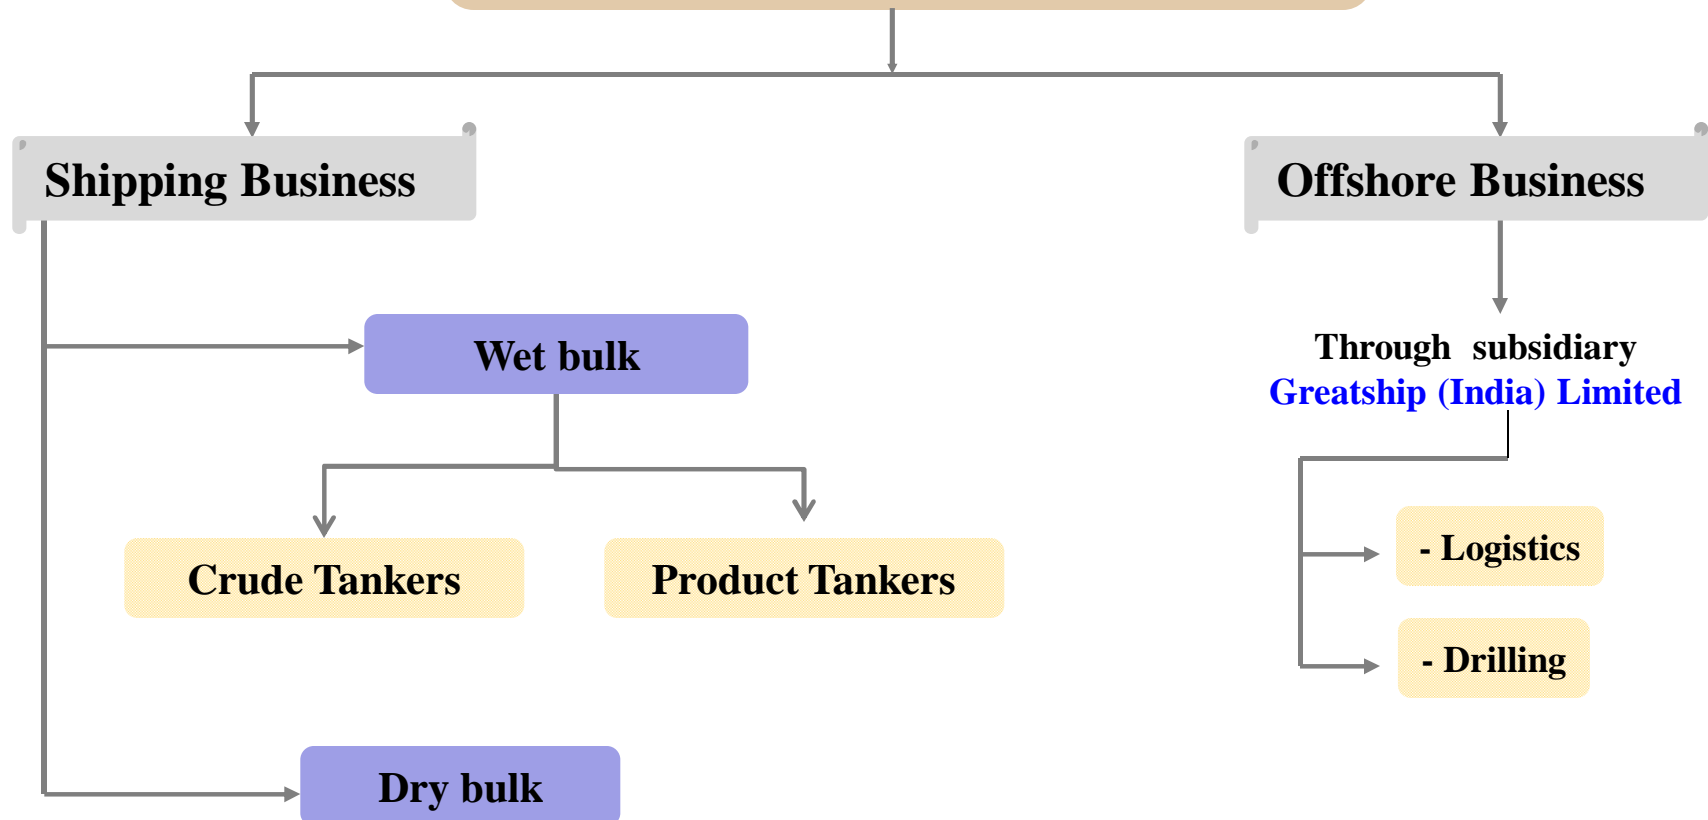 Shipping Business
Offshore Business
Wet bulk
Through subsidiary
Greatship (India) Limited
Crude Tankers
Product Tankers
- Logistics
- Drilling
Dry bulk